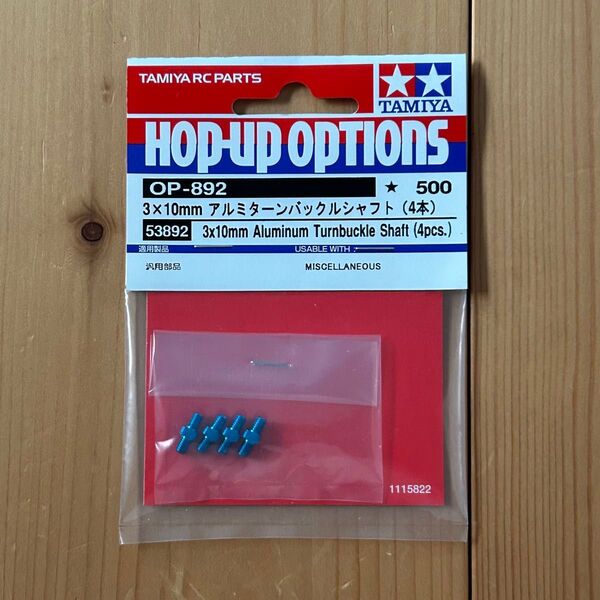 TAMIYA RC PARTS
TAMIYA
HOP-UP OPTIONS
OP-892 ★ 500
3×10mm アルミターンバックルシャフト (4本)
53892 3x10mm Aluminum Turnbuckle Shaft (4pcs.)
適用製品 USABLE WITH :
汎用部品 MISCELLANEOUS
1115822